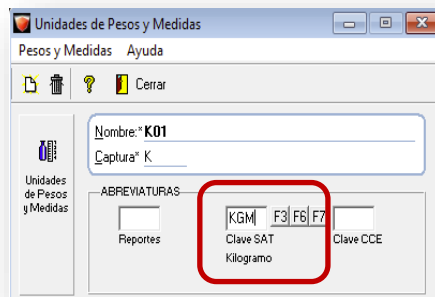 Unidades de Pesos y Medidas
Pesos y Medidas Ayuda
Cerrar
Nombre:* K01
Captura* K
Unidades de Pesos y Medidas
ABREVIATURAS
KGM F3 F6 F7
Reportes Clave SAT Clave CCE
Kilogramo